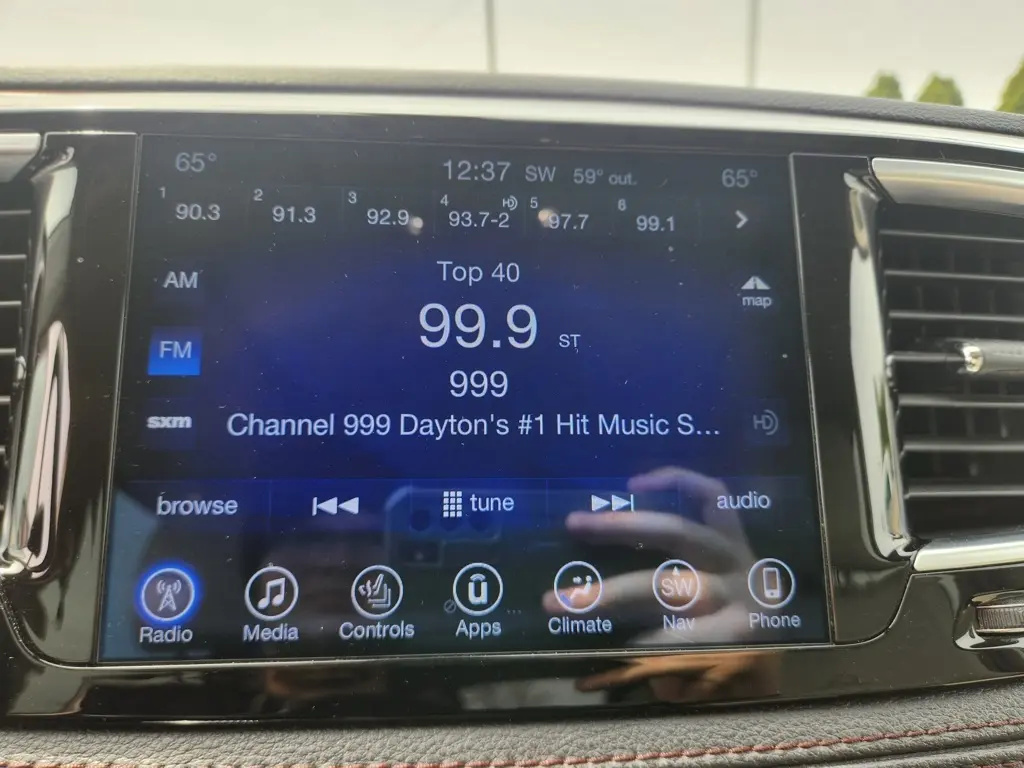 65° 12:37 SW 59° out. 65°
1 90.3 2 91.3 3 92.9 4 93.7-2 HD 5 97.7 6 99.1
AM Top 40 map
99.9 ST
FM 999
sxm Channel 999 Dayton's #1 Hit Music S... HD
browse tune audio
SW
Radio Media Controls Apps Climate Nav Phone